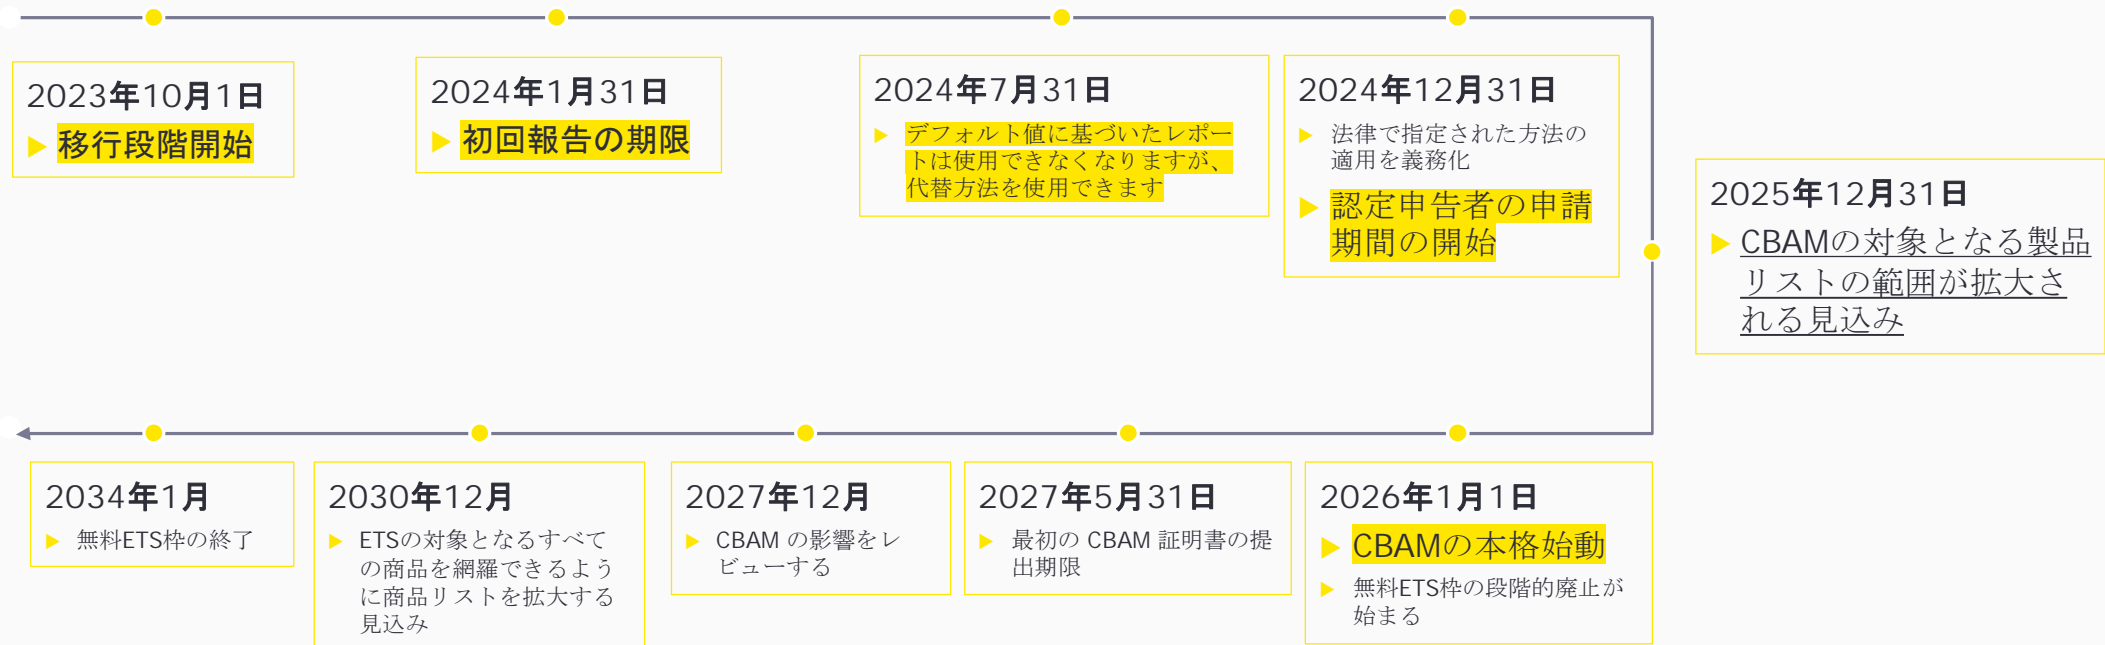 2023年10月1日
移行段階開始
2024年1月31日
初回報告の期限
2024年7月31日
デフォルト値に基づいたレポー
トは使用できなくなりますが、
代替方法を使用できます
2024年12月31日
法律で指定された方法の
適用を義務化
認定申告者の申請
期間の開始
2025年12月31日
CBAMの対象となる製品
リストの範囲が拡大さ
れる見込み
2034年1月
無料ETS枠の終了
2030年12月
ETSの対象となるすべて
の商品を網羅できるよう
に商品リストを拡大する
見込み
2027年12月
CBAM の影響をレ
ビューする
2027年5月31日
最初の CBAM 証明書の提
出期限
2026年1月1日
CBAMの本格始動
無料ETS枠の段階的廃止が
始まる